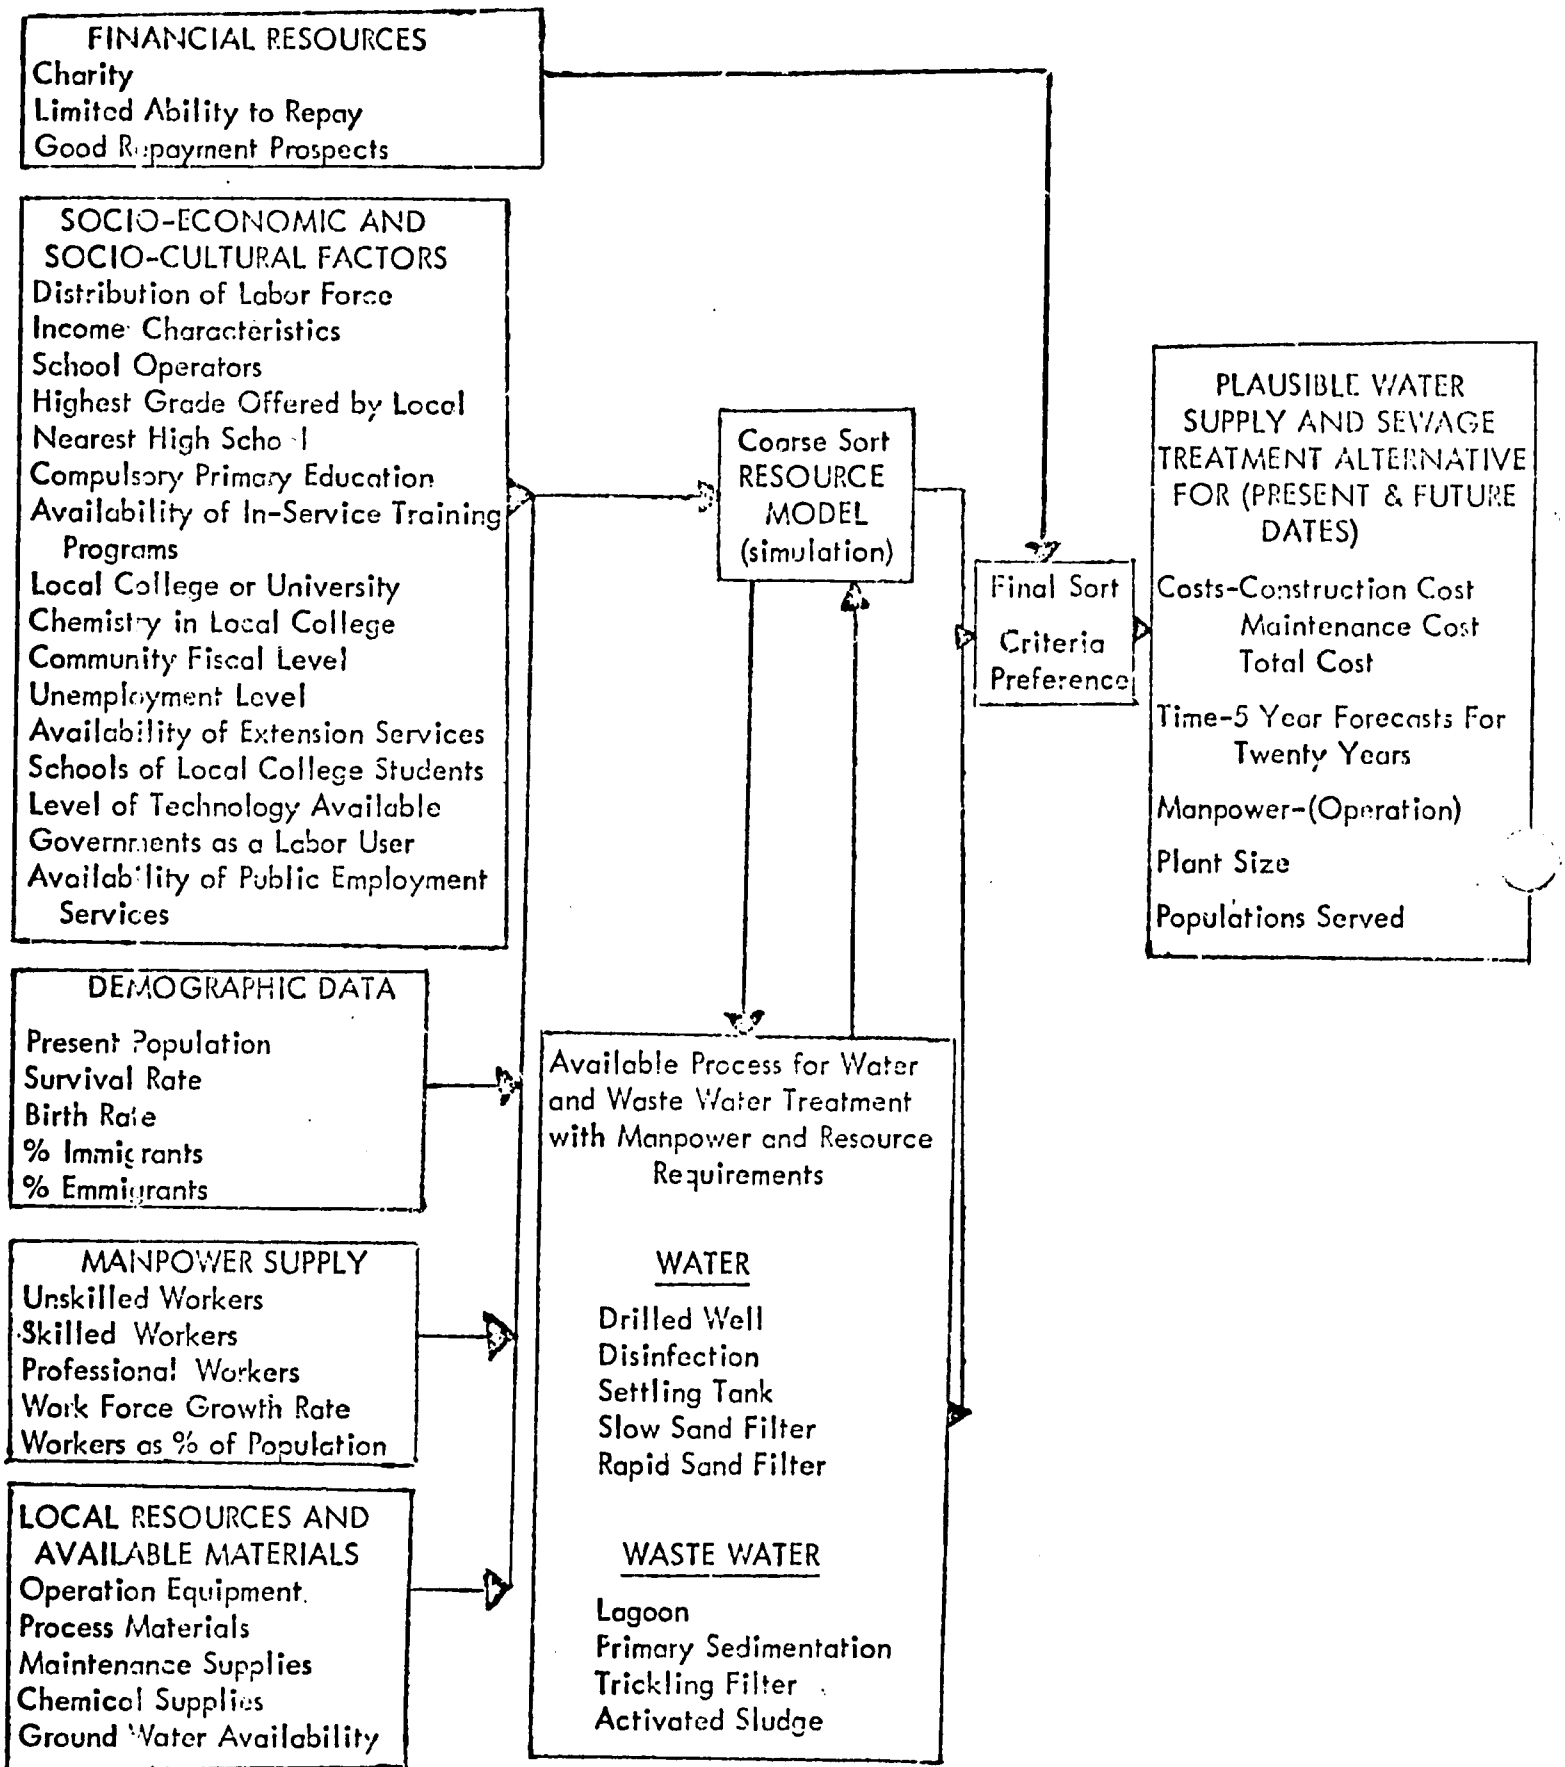 FINANCIAL RESOURCES
Charity
Limited Ability to Repay
Good Repayment Prospects
SOCIO-ECONOMIC AND
SOCIO-CULTURAL FACTORS
Distribution of Labor Force
Income Characteristics
School Operators
Highest Grade Offered by Local
Nearest High School
Compulsory Primary Education
Availability of In-Service Training
Programs
Local College or University
Chemistry in Local College
Community Fiscal Level
Unemployment Level
Availability of Extension Services
Schools of Local College Students
Level of Technology Available
Governments as a Labor User
Availability of Public Employment
Services
DEMOGRAPHIC DATA
Present Population
Survival Rate
Birth Rate
% Immigrants
% Emmigrants
MANPOWER SUPPLY
Unskilled Workers
Skilled Workers
Professional Workers
Work Force Growth Rate
Workers as % of Population
LOCAL RESOURCES AND
AVAILABLE MATERIALS
Operation Equipment
Process Materials
Maintenance Supplies
Chemical Supplies
Ground Water Availability
Coarse Sort
RESOURCE
MODEL
(simulation)
Available Process for Water
and Waste Water Treatment
with Manpower and Resource
Requirements
WATER
Drilled Well
Disinfection
Settling Tank
Slow Sand Filter
Rapid Sand Filter
WASTE WATER
Lagoon
Primary Sedimentation
Trickling Filter
Activated Sludge
Final Sort
Criteria
Preference
PLAUSIBLE WATER
SUPPLY AND SEWAGE
TREATMENT ALTERNATIVE
FOR (PRESENT & FUTURE
DATES)
Costs-Construction Cost
Maintenance Cost
Total Cost
Time-5 Year Forecasts For
Twenty Years
Manpower-(Operation)
Plant Size
Populations Served